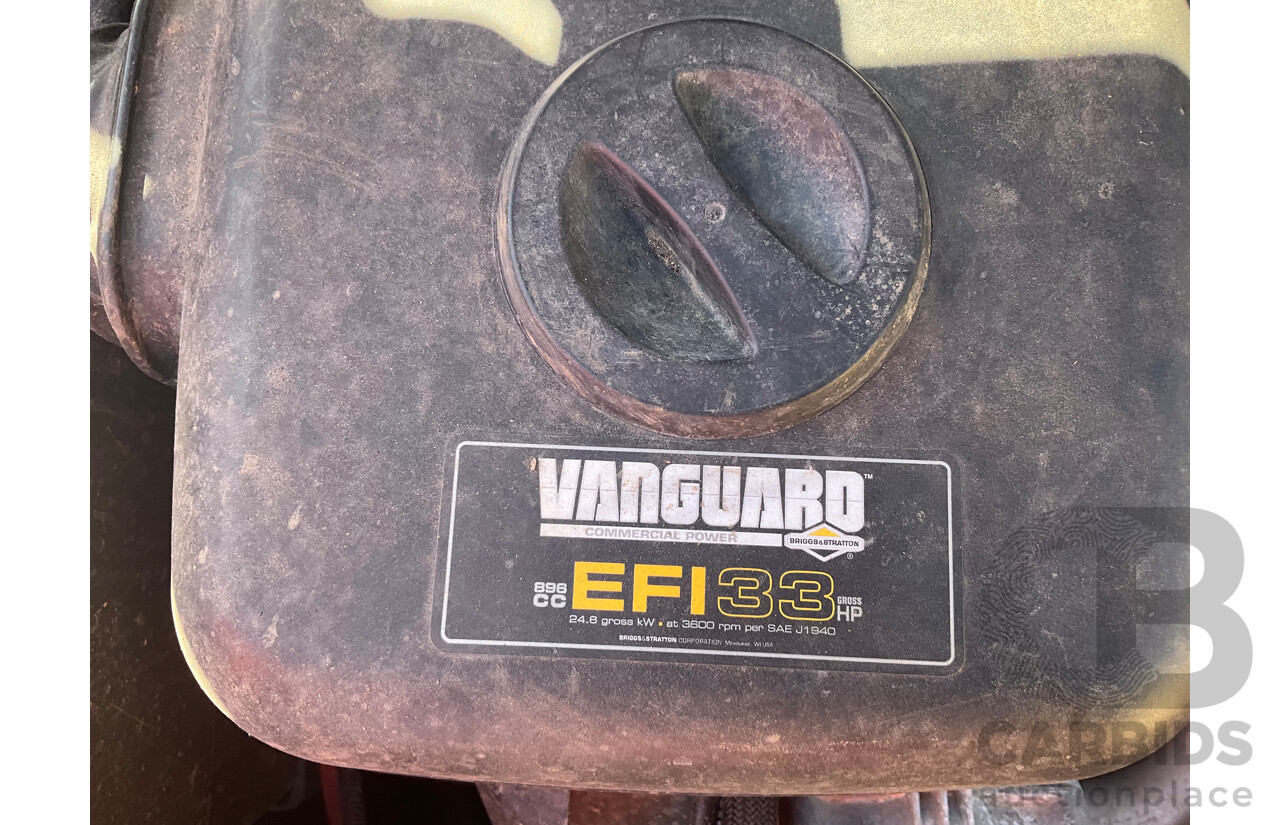 VANGUARD™
COMMERCIAL POWER
BRIGGS&STRATTON
®
896 CC EFI 33 GROSS HP
24.6 gross kW • at 3600 rpm per SAE J1940
BRIGGS&STRATTON CORPORATION Milwaukee, WI USA
CARBIDS
auctionplace